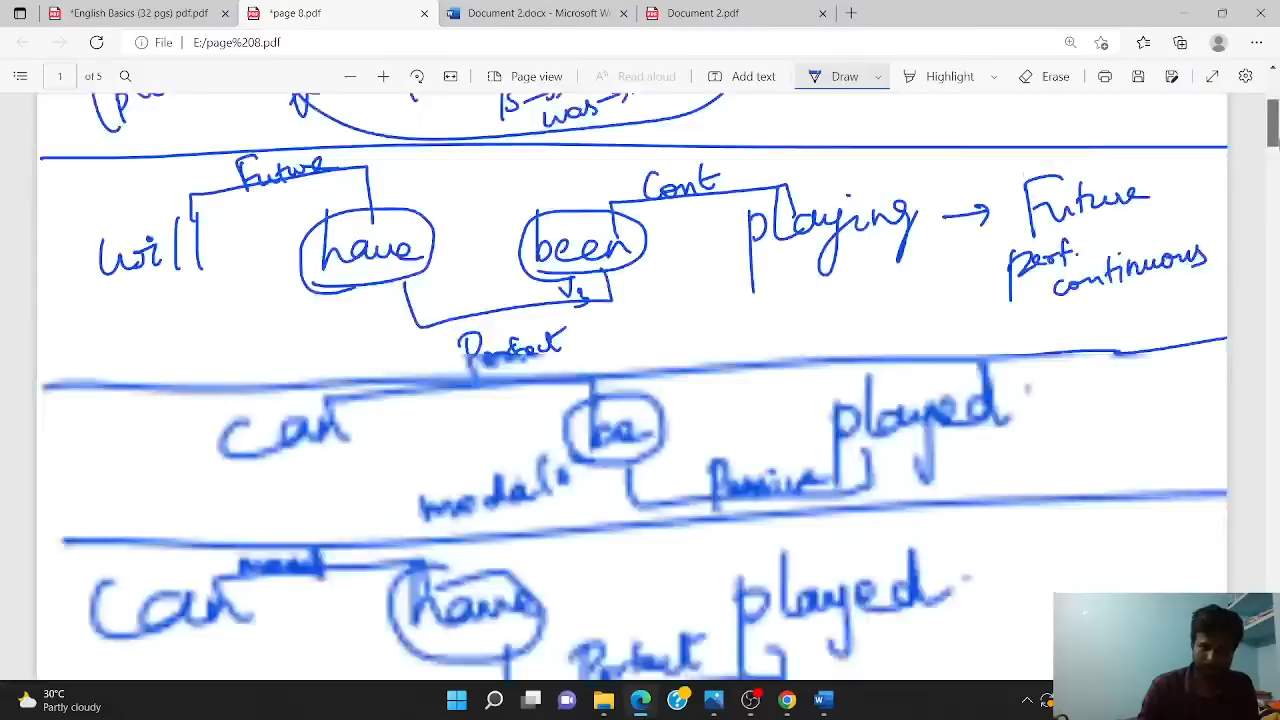 *English Basics (32 pgs) pdf.pdf
*page 8.pdf
Document 2.docx - Microsoft W
Document 2.pdf
File E:/page%208.pdf
1 of 5
Page view
Read aloud
Add text
Draw
Highlight
Erase
was
Future
Cont
will have been playing → Future
perf.
continuous
Perfect
can be played
modal
Passive
can have played
Perfect
30°C
Partly cloudy